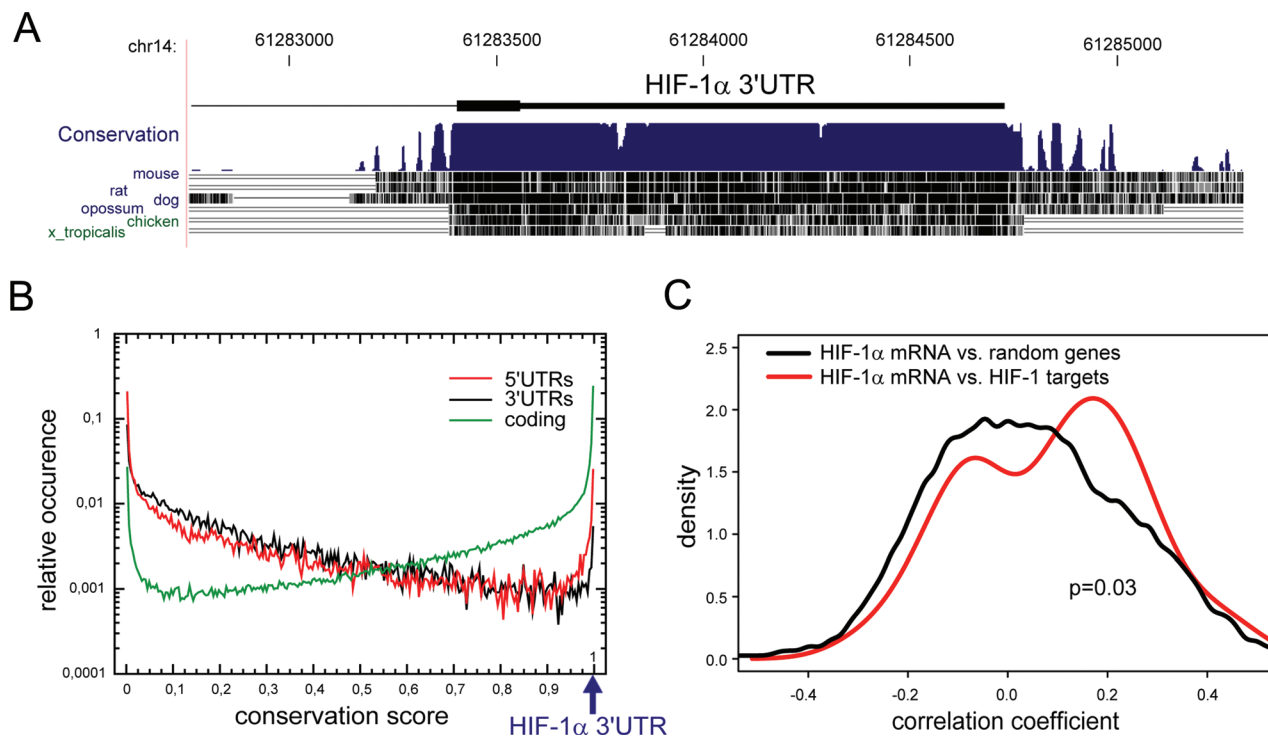 A
chr14: 61283000 61283500 61284000 61284500 61285000
HIF-1α 3'UTR
Conservation
mouse
rat
dog
opossum
chicken
x_tropicalis
B
1
0,1
0,01
0,001
0,0001
relative occurence
5'UTRs
3'UTRs
coding
1
0 0,1 0,2 0,3 0,4 0,5 0,6 0,7 0,8 0,9
conservation score
HIF-1α 3'UTR
C
2.5
2.0
1.5
1.0
0.5
0.0
density
HIF-1α mRNA vs. random genes
HIF-1α mRNA vs. HIF-1 targets
p=0.03
-0.4 -0.2 0.0 0.2 0.4
correlation coefficient